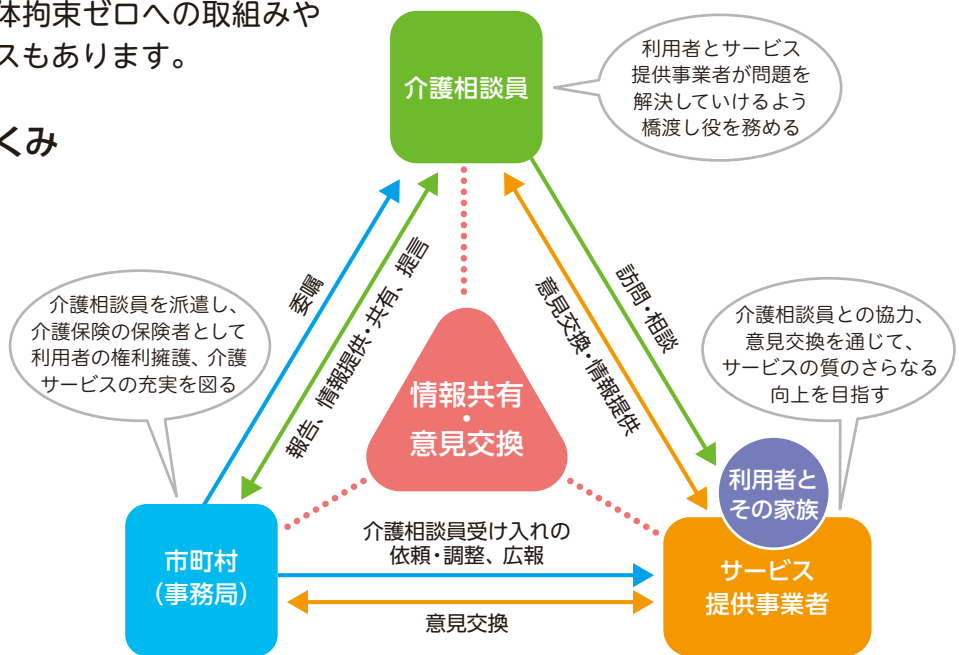 体拘束ゼロへの取組みや
スもあります。
くみ
介護相談員
利用者とサービス
提供事業者が問題を
解決していけるよう
橋渡し役を務める
委嘱
報告、情報提供・共有、提言
意見交換・情報提供
訪問・相談
介護相談員を派遣し、
介護保険の保険者として
利用者の権利擁護、介護
サービスの充実を図る
情報共有
・
意見交換
介護相談員との協力、
意見交換を通じて、
サービスの質のさらなる
向上を目指す
利用者と
その家族
市町村
（事務局）
介護相談員受け入れの
依頼・調整、広報
意見交換
サービス
提供事業者